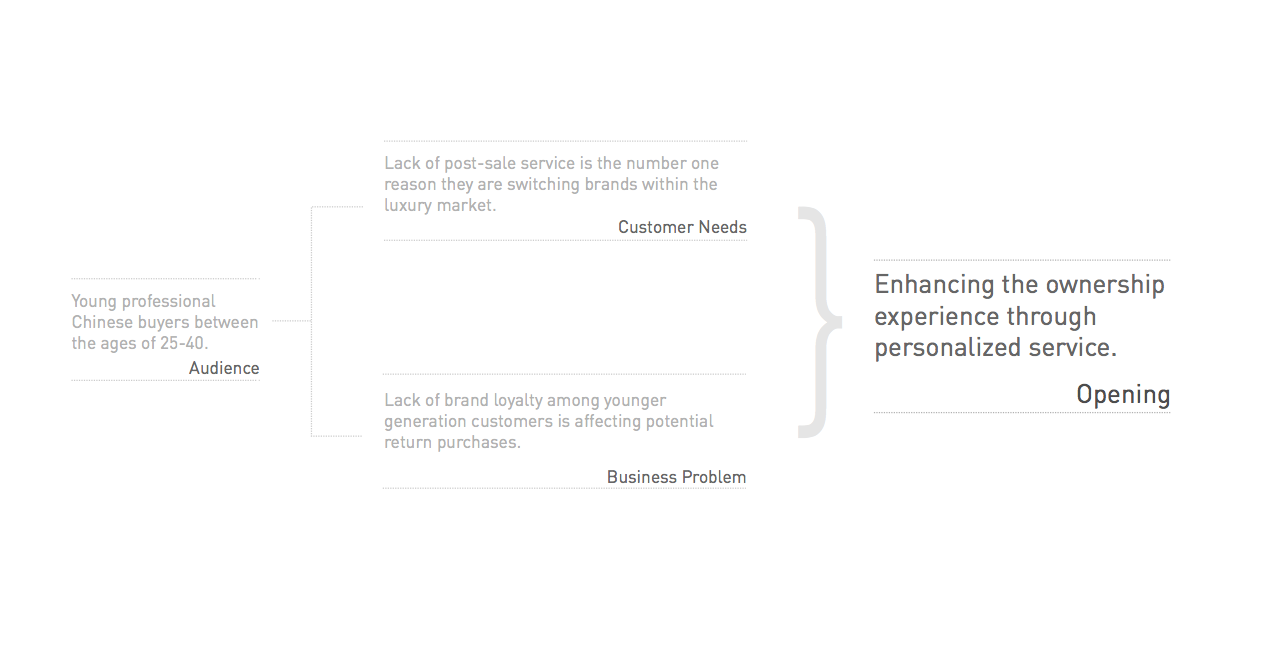 Young professional
Chinese buyers between
the ages of 25-40.
Audience
Lack of post-sale service is the number one
reason they are switching brands within the
luxury market.
Customer Needs
Lack of brand loyalty among younger
generation customers is affecting potential
return purchases.
Business Problem
Enhancing the ownership
experience through
personalized service.
Opening